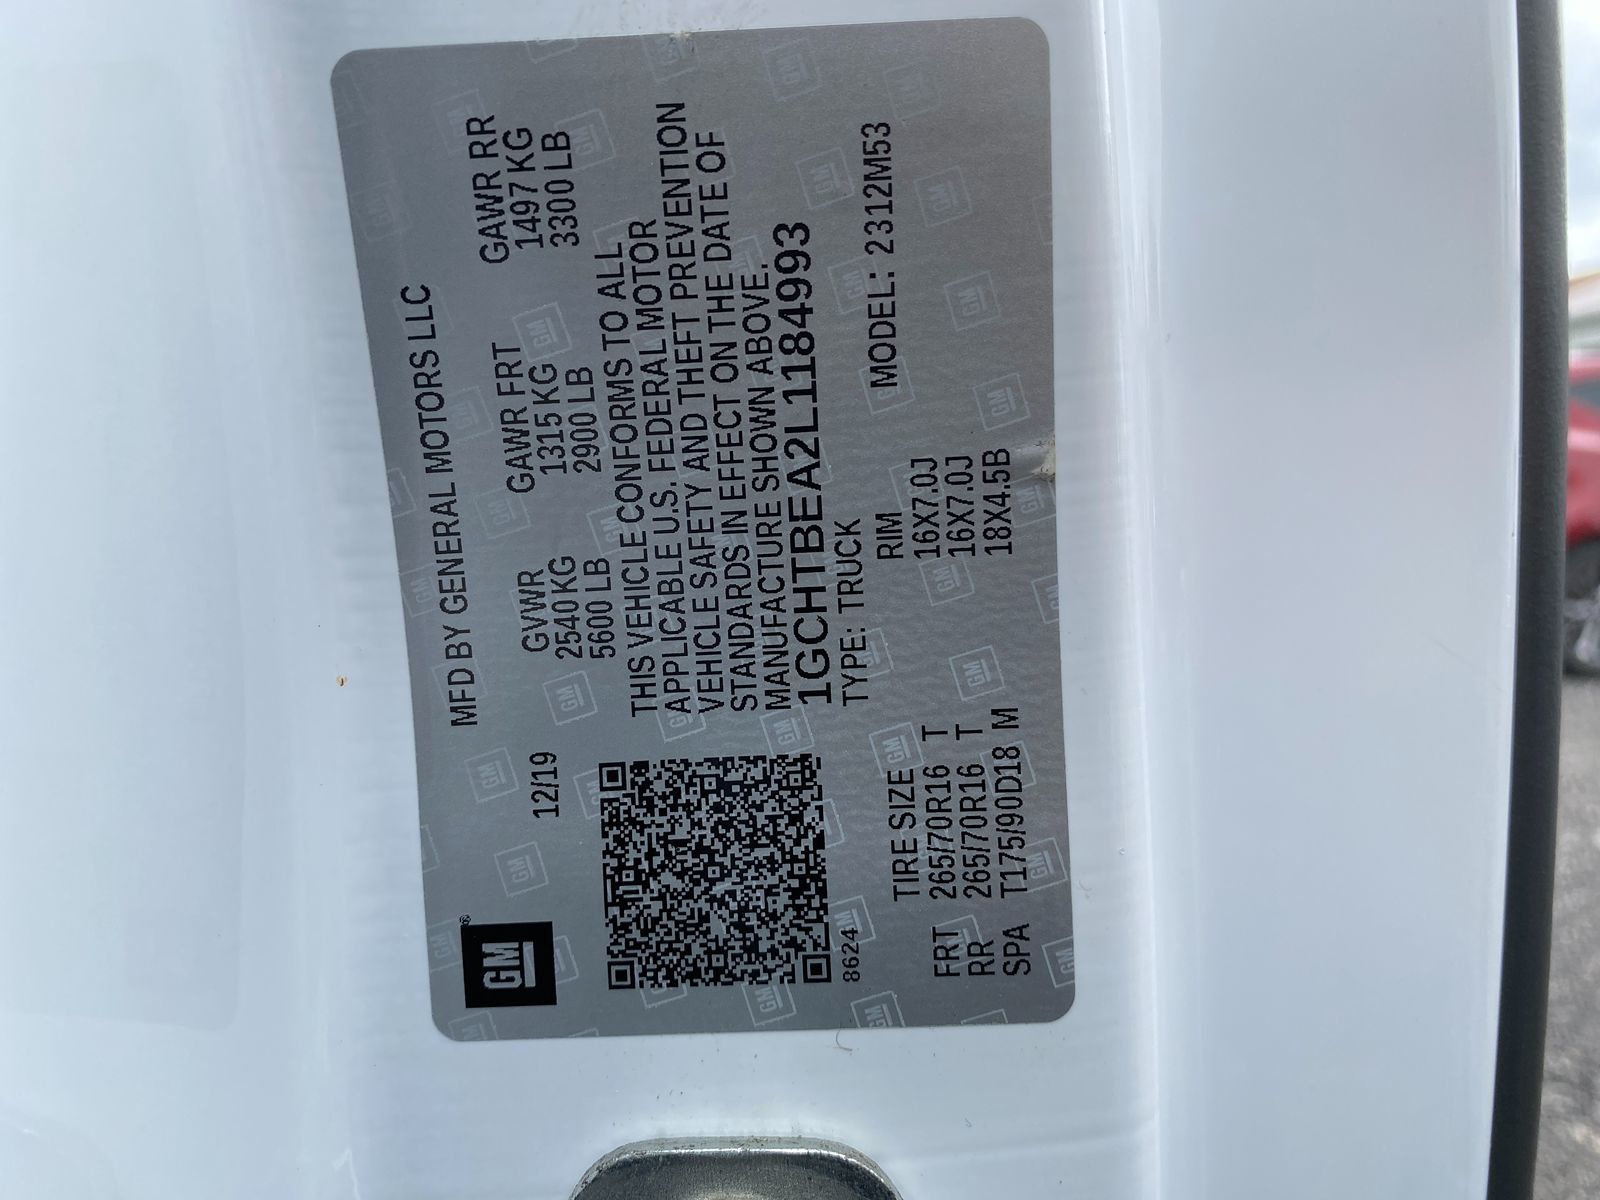 GM
MFD BY GENERAL MOTORS LLC
12/19
GVWR GAWR FRT GAWR RR
2540 KG 1315 KG 1497 KG
5600 LB 2900 LB 3300 LB
THIS VEHICLE CONFORMS TO ALL
APPLICABLE U.S. FEDERAL MOTOR
VEHICLE SAFETY AND THEFT PREVENTION
STANDARDS IN EFFECT ON THE DATE OF
MANUFACTURE SHOWN ABOVE.
1GCHTBEA2L1184993
8624M
TYPE: TRUCK MODEL: 2312M53
TIRE SIZE RIM
FRT 265/70R16 T 16X7.0J
RR 265/70R16 T 16X7.0J
SPA T175/90D18 M 18X4.5B